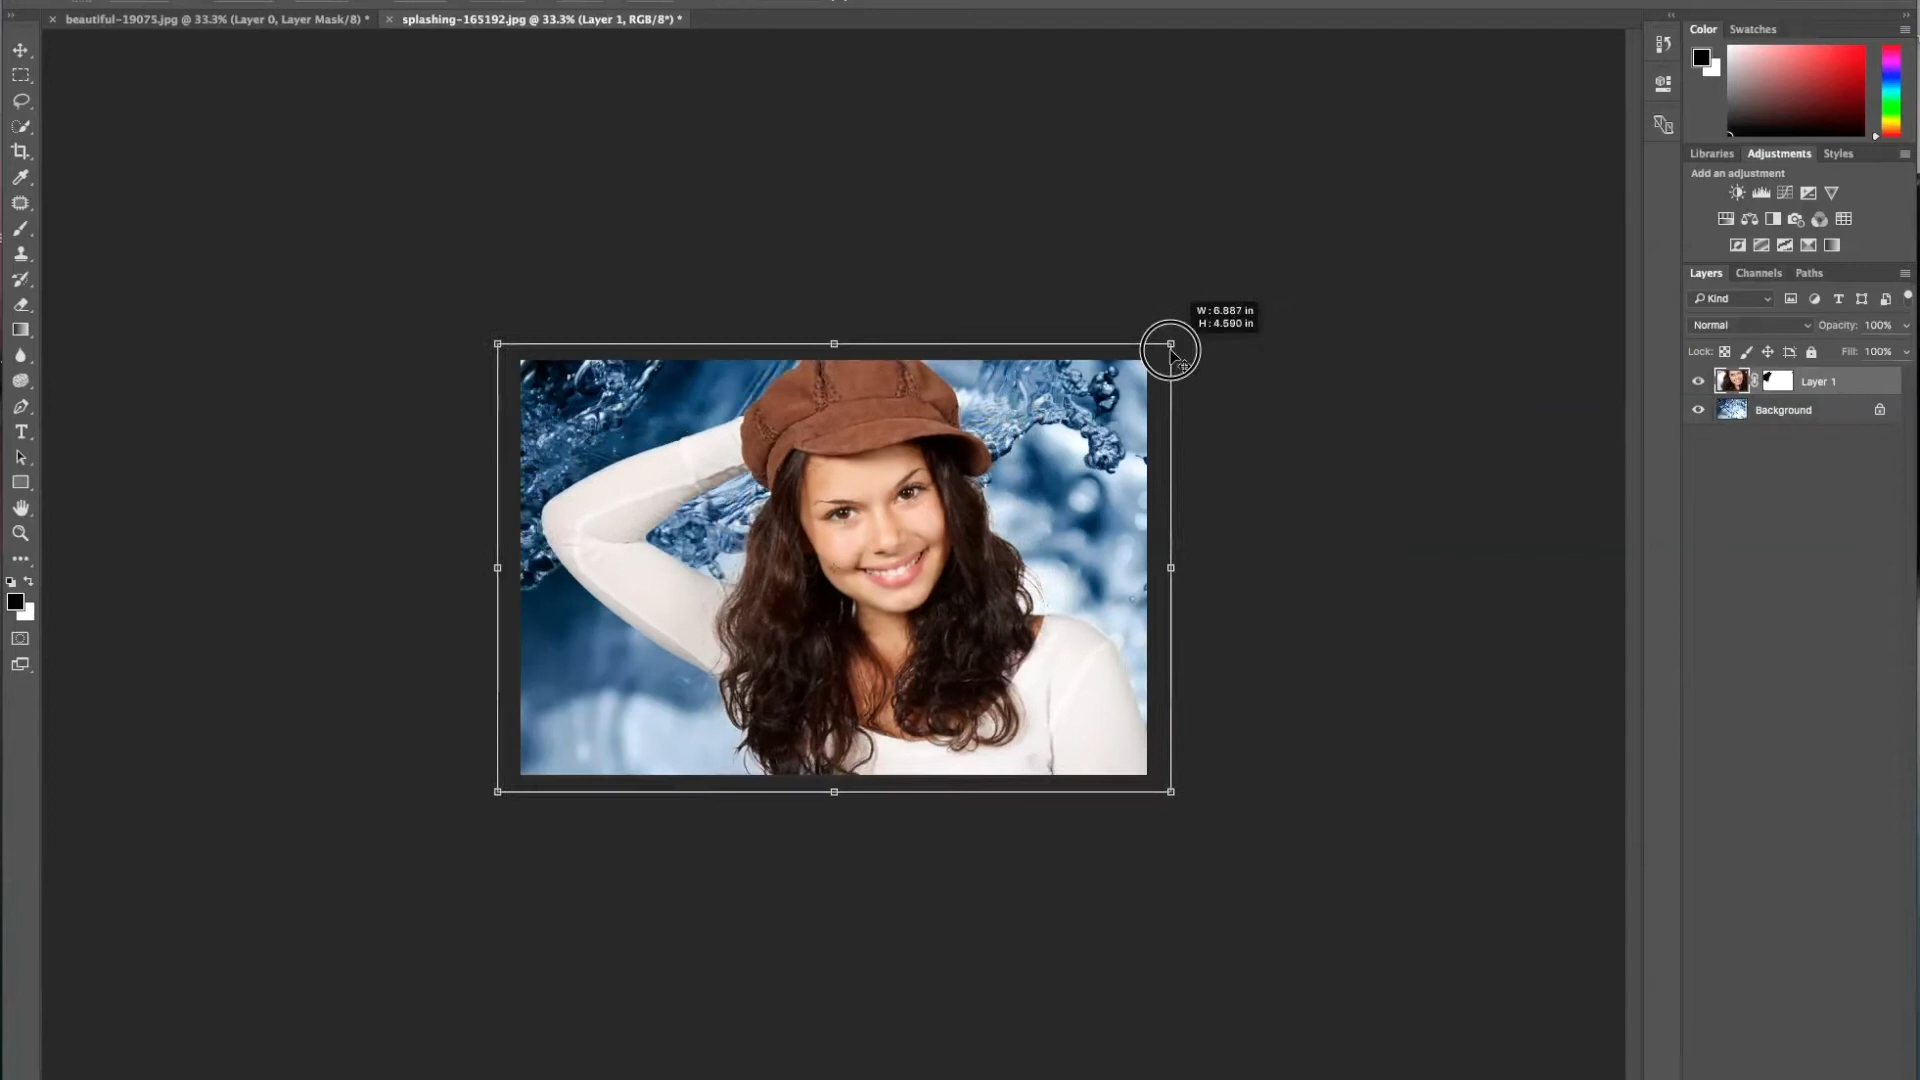 beautiful-19075.jpg @ 33.3% (Layer 0, Layer Mask/8) *
splashing-165192.jpg @ 33.3% (Layer 1, RGB/8*) *
Color
Swatches
Libraries
Adjustments
Styles
Add an adjustment
Layers
Channels
Paths
Kind
Normal
Opacity: 100%
Lock:
Fill: 100%
Layer 1
Background
W: 6.887 in
H: 4.590 in